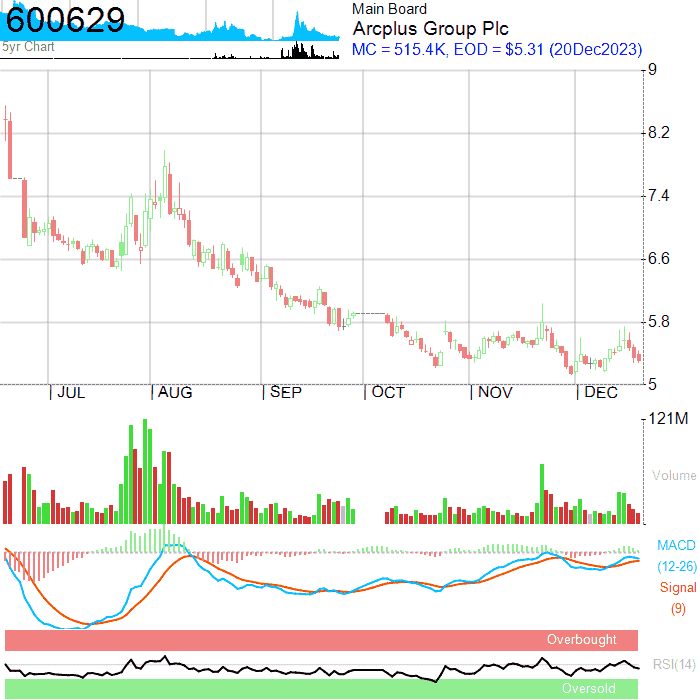 600629
5yr Chart
Main Board
Arcplus Group Plc
MC = 515.4K, EOD = $5.31 (20Dec2023)
9
8.2
7.4
6.6
5.8
5
JUL AUG SEP OCT NOV DEC
121M
Volume
MACD
(12-26)
Signal
(9)
Overbought
RSI(14)
Oversold